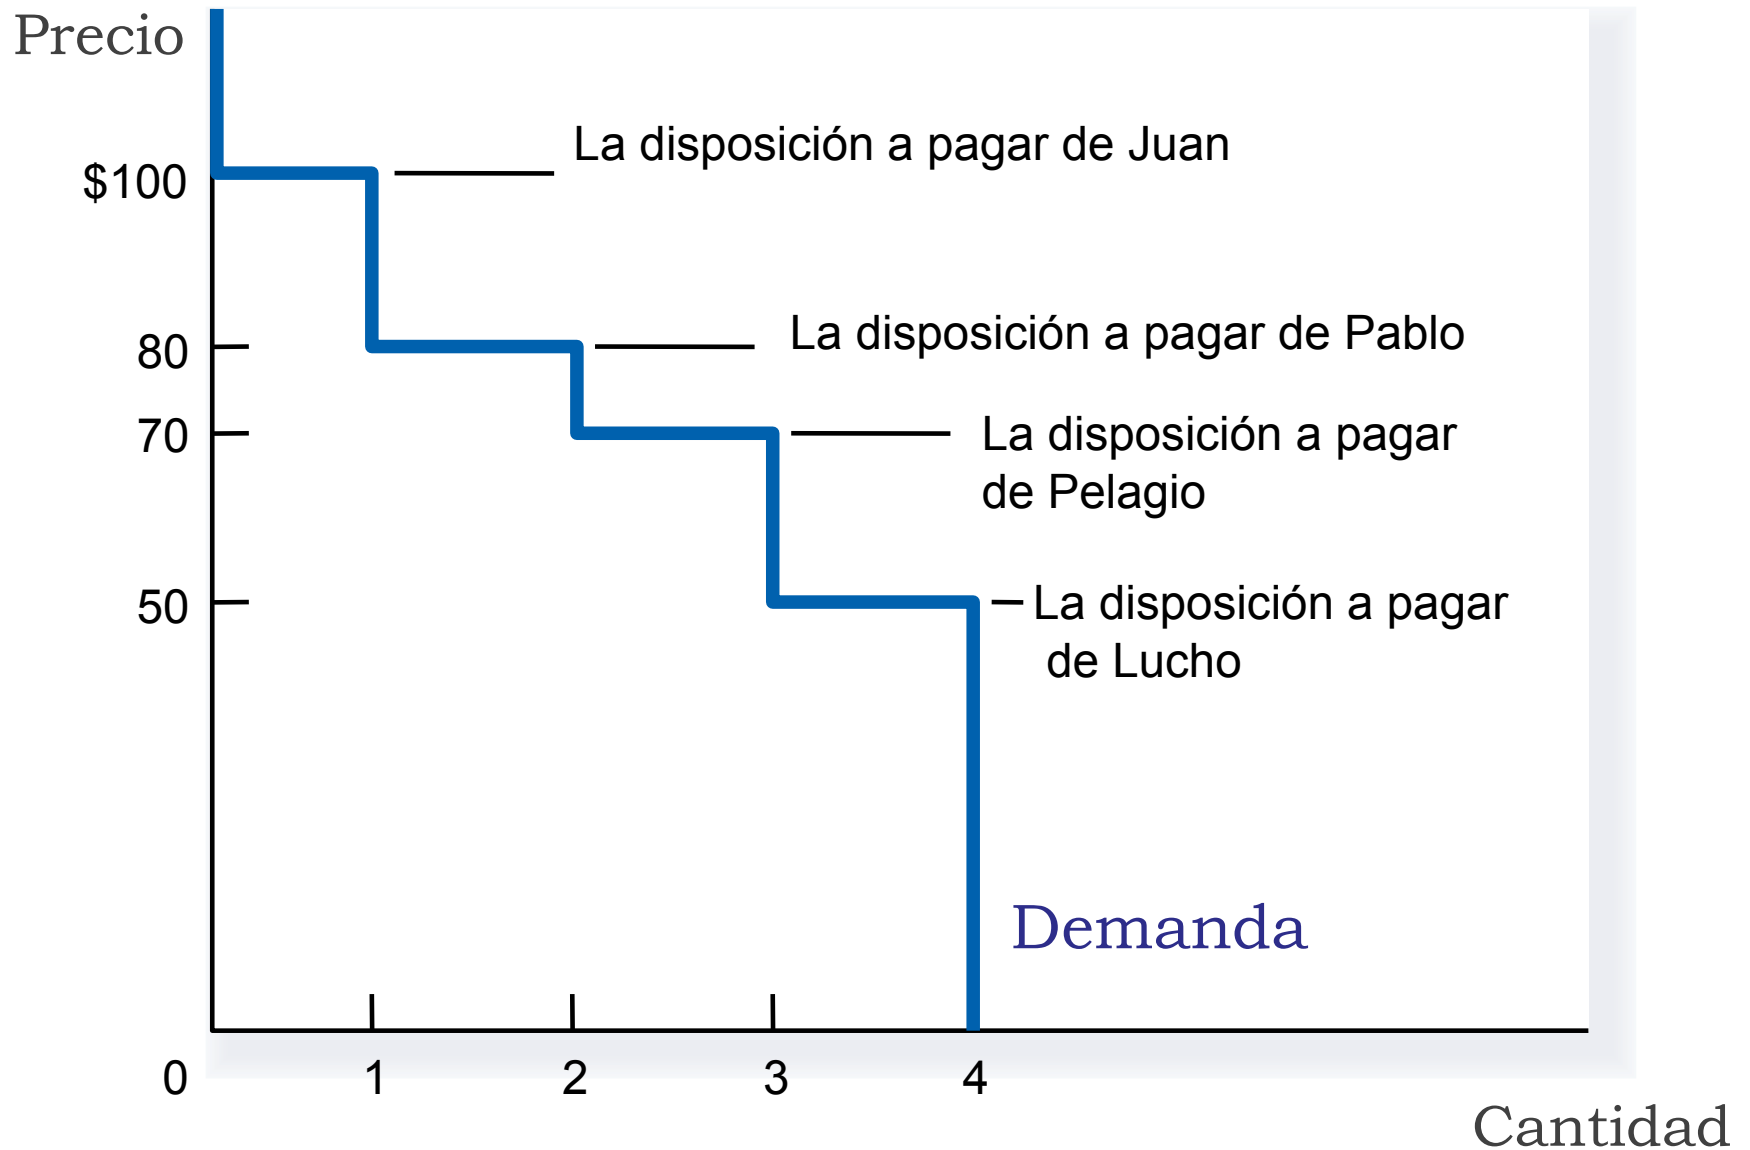 Precio
La disposición a pagar de Juan
$100
La disposición a pagar de Pablo
80
70
La disposición a pagar
de Pelagio
50
La disposición a pagar
de Lucho
Demanda
0
1
2
3
4
Cantidad